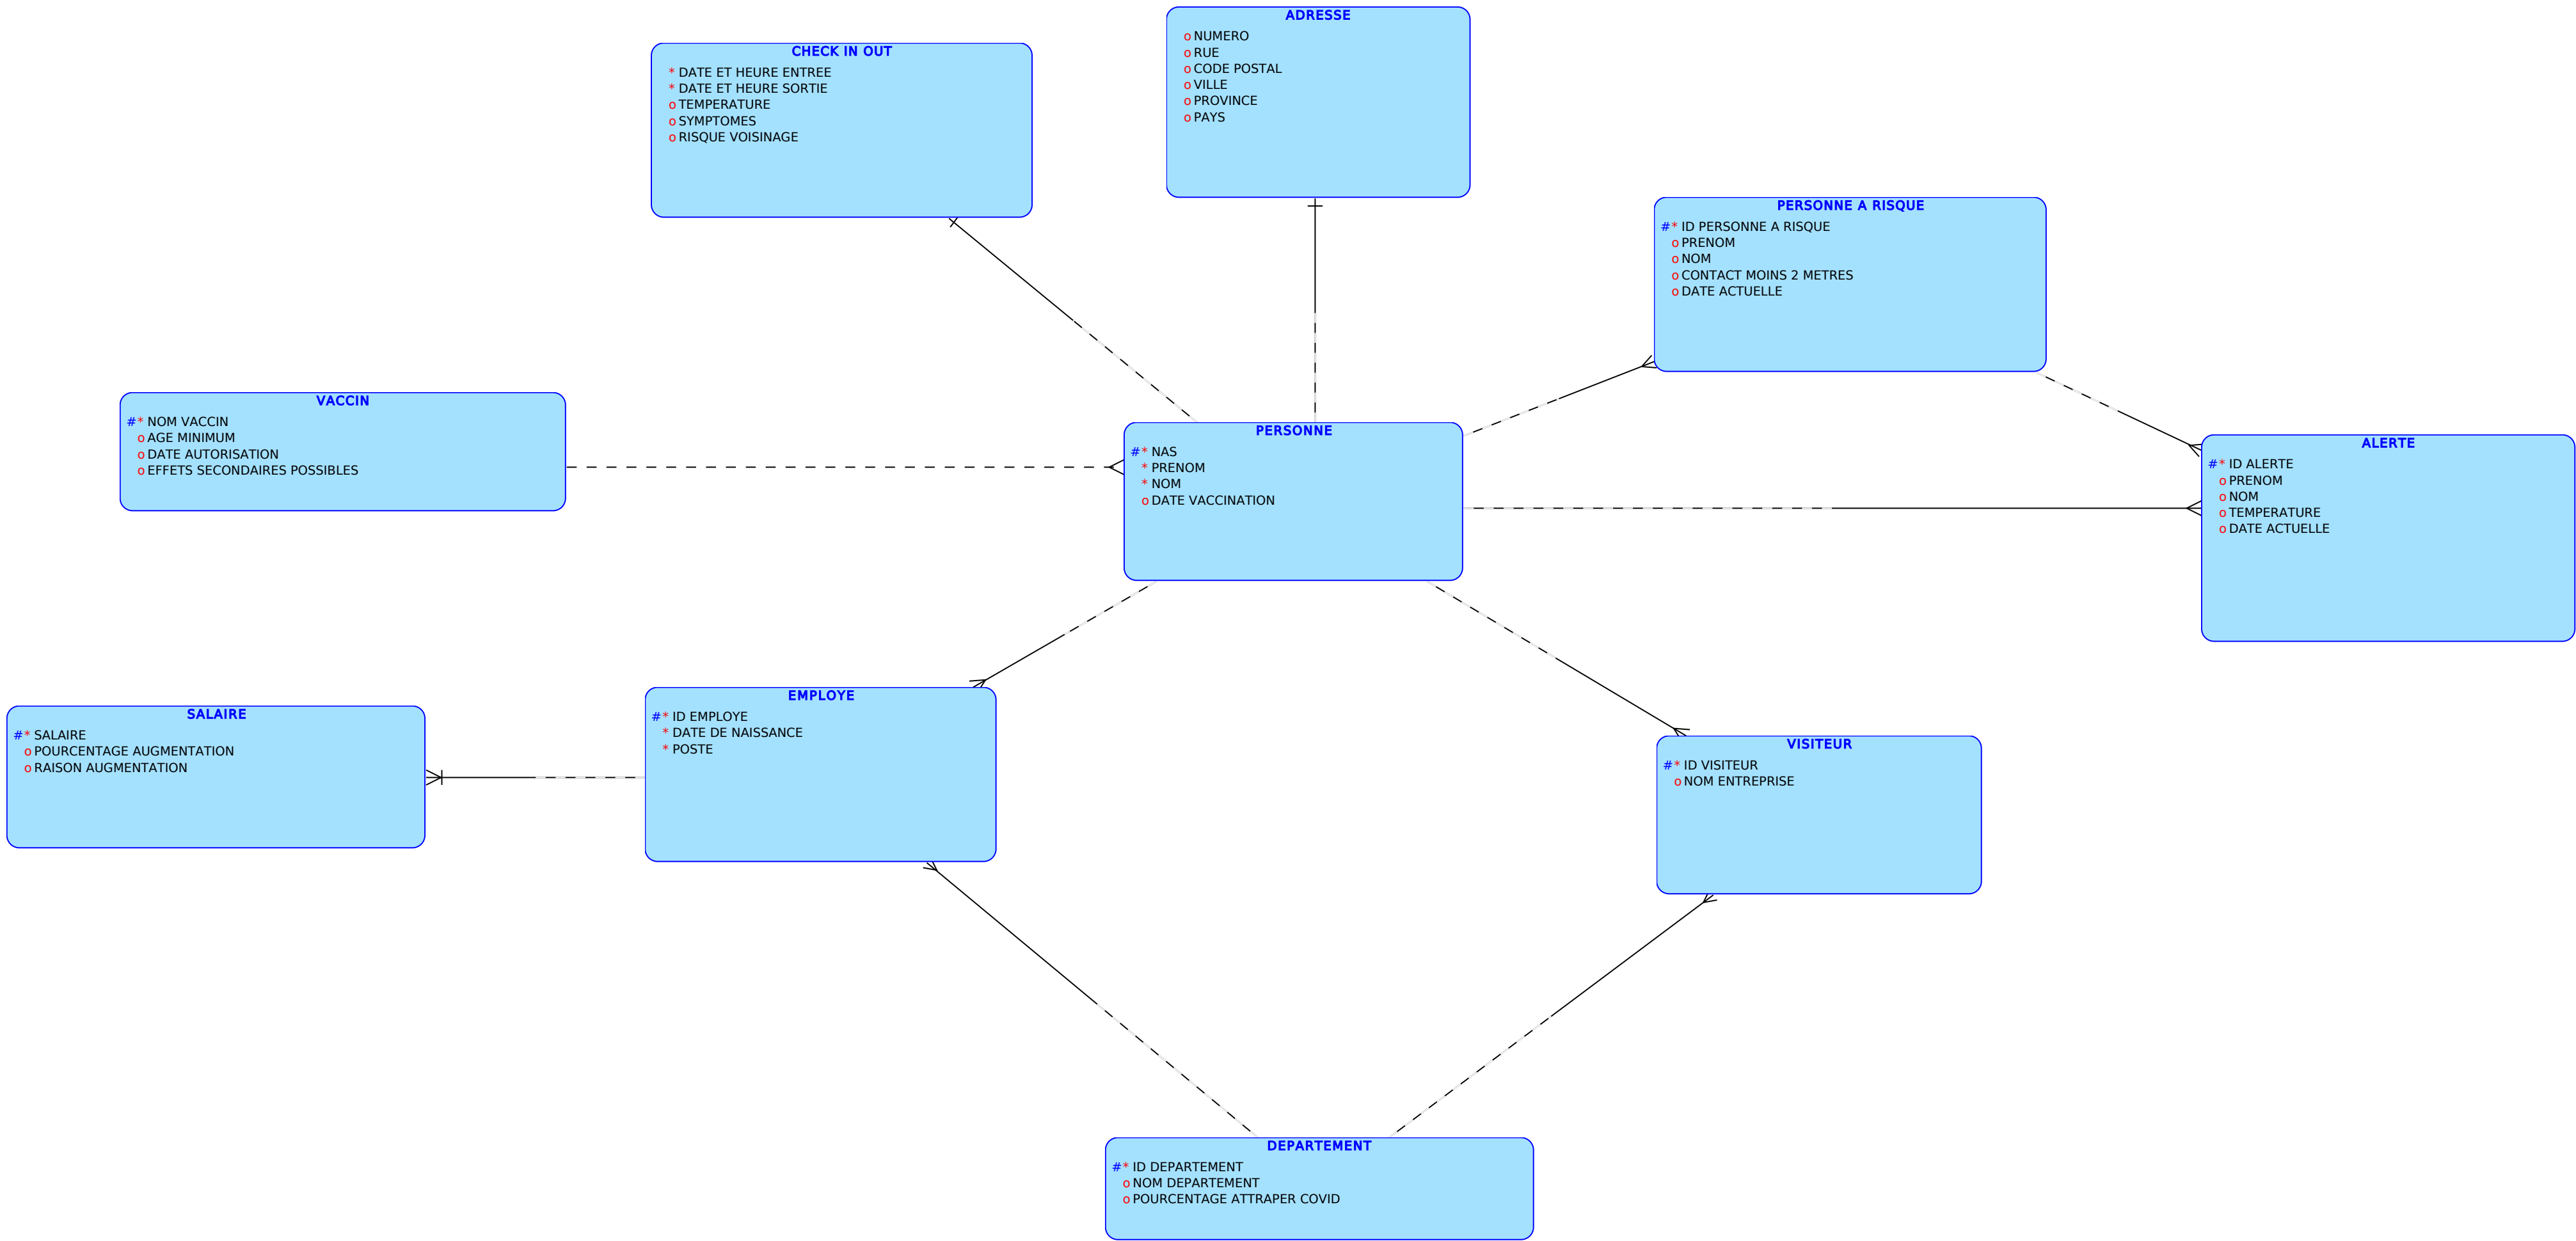 ADRESSE
o NUMERO
o RUE
o CODE POSTAL
o VILLE
o PROVINCE
o PAYS
CHECK IN OUT
* DATE ET HEURE ENTREE
* DATE ET HEURE SORTIE
o TEMPERATURE
o SYMPTOMES
o RISQUE VOISINAGE
PERSONNE A RISQUE
#* ID PERSONNE A RISQUE
o PRENOM
o NOM
o CONTACT MOINS 2 METRES
o DATE ACTUELLE
VACCIN
#* NOM VACCIN
o AGE MINIMUM
o DATE AUTORISATION
o EFFETS SECONDAIRES POSSIBLES
PERSONNE
#* NAS
* PRENOM
* NOM
o DATE VACCINATION
ALERTE
#* ID ALERTE
o PRENOM
o NOM
o TEMPERATURE
o DATE ACTUELLE
SALAIRE
#* SALAIRE
o POURCENTAGE AUGMENTATION
o RAISON AUGMENTATION
EMPLOYE
#* ID EMPLOYE
* DATE DE NAISSANCE
* POSTE
VISITEUR
#* ID VISITEUR
o NOM ENTREPRISE
DEPARTEMENT
#* ID DEPARTEMENT
o NOM DEPARTEMENT
o POURCENTAGE ATTRAPER COVID